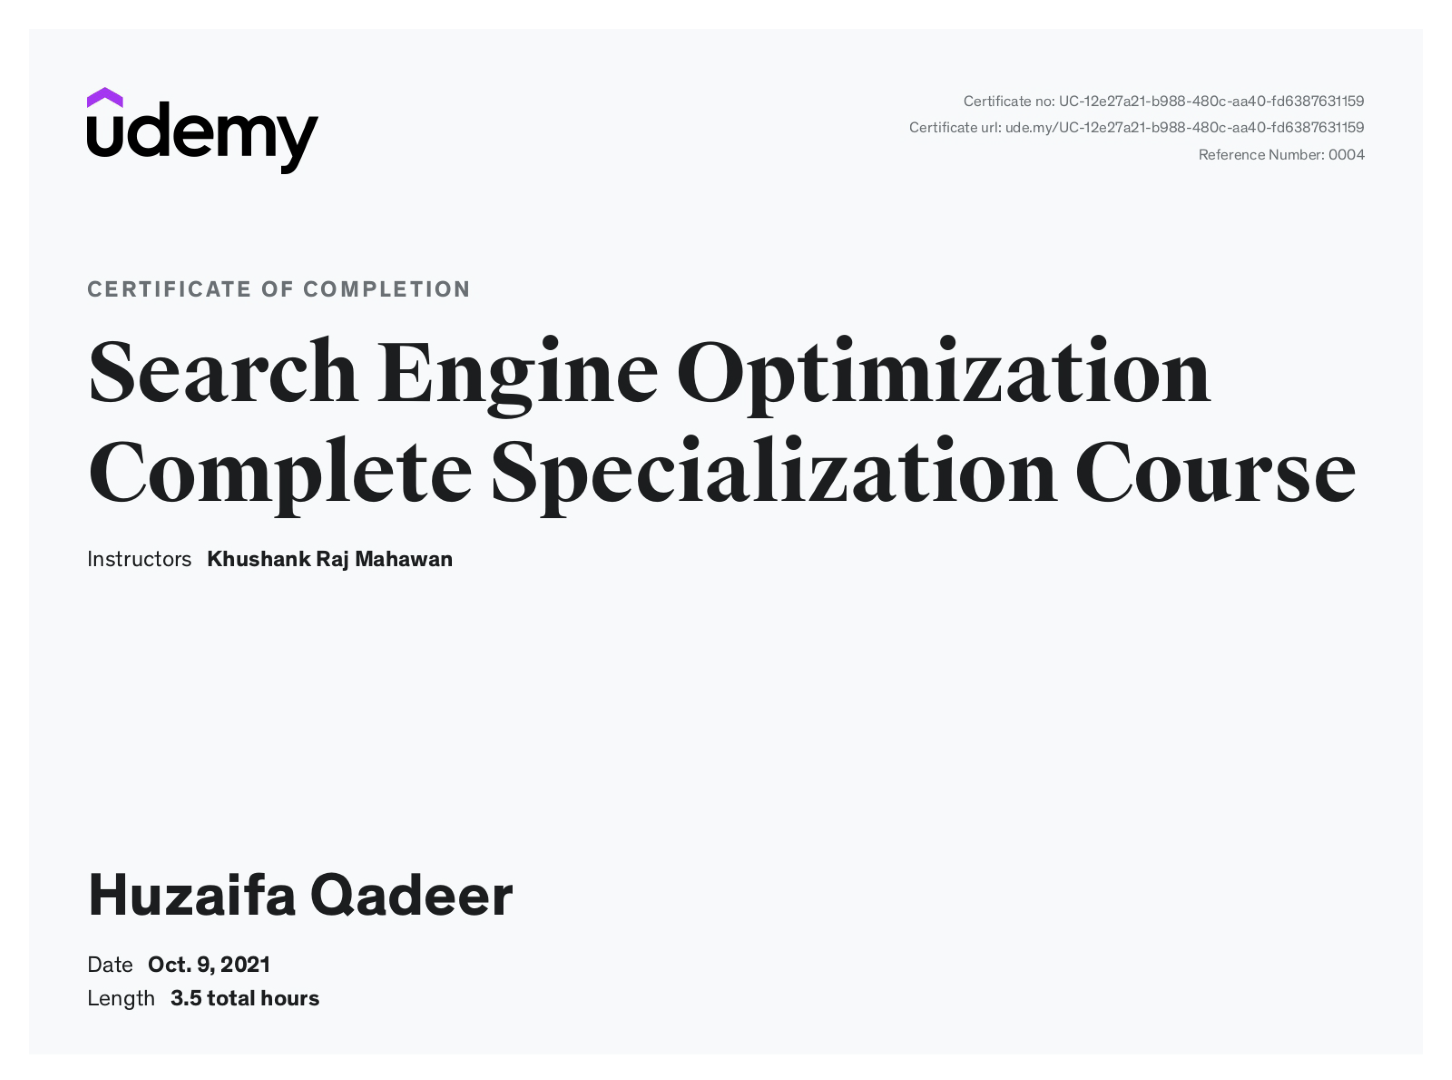 udemy
Certificate no: UC-12e27a21-b988-480c-aa40-fd6387631159
Certificate url: ude.my/UC-12e27a21-b988-480c-aa40-fd6387631159
Reference Number: 0004
CERTIFICATE OF COMPLETION
Search Engine Optimization
Complete Specialization Course
Instructors Khushank Raj Mahawan
Huzaifa Qadeer
Date Oct. 9, 2021
Length 3.5 total hours